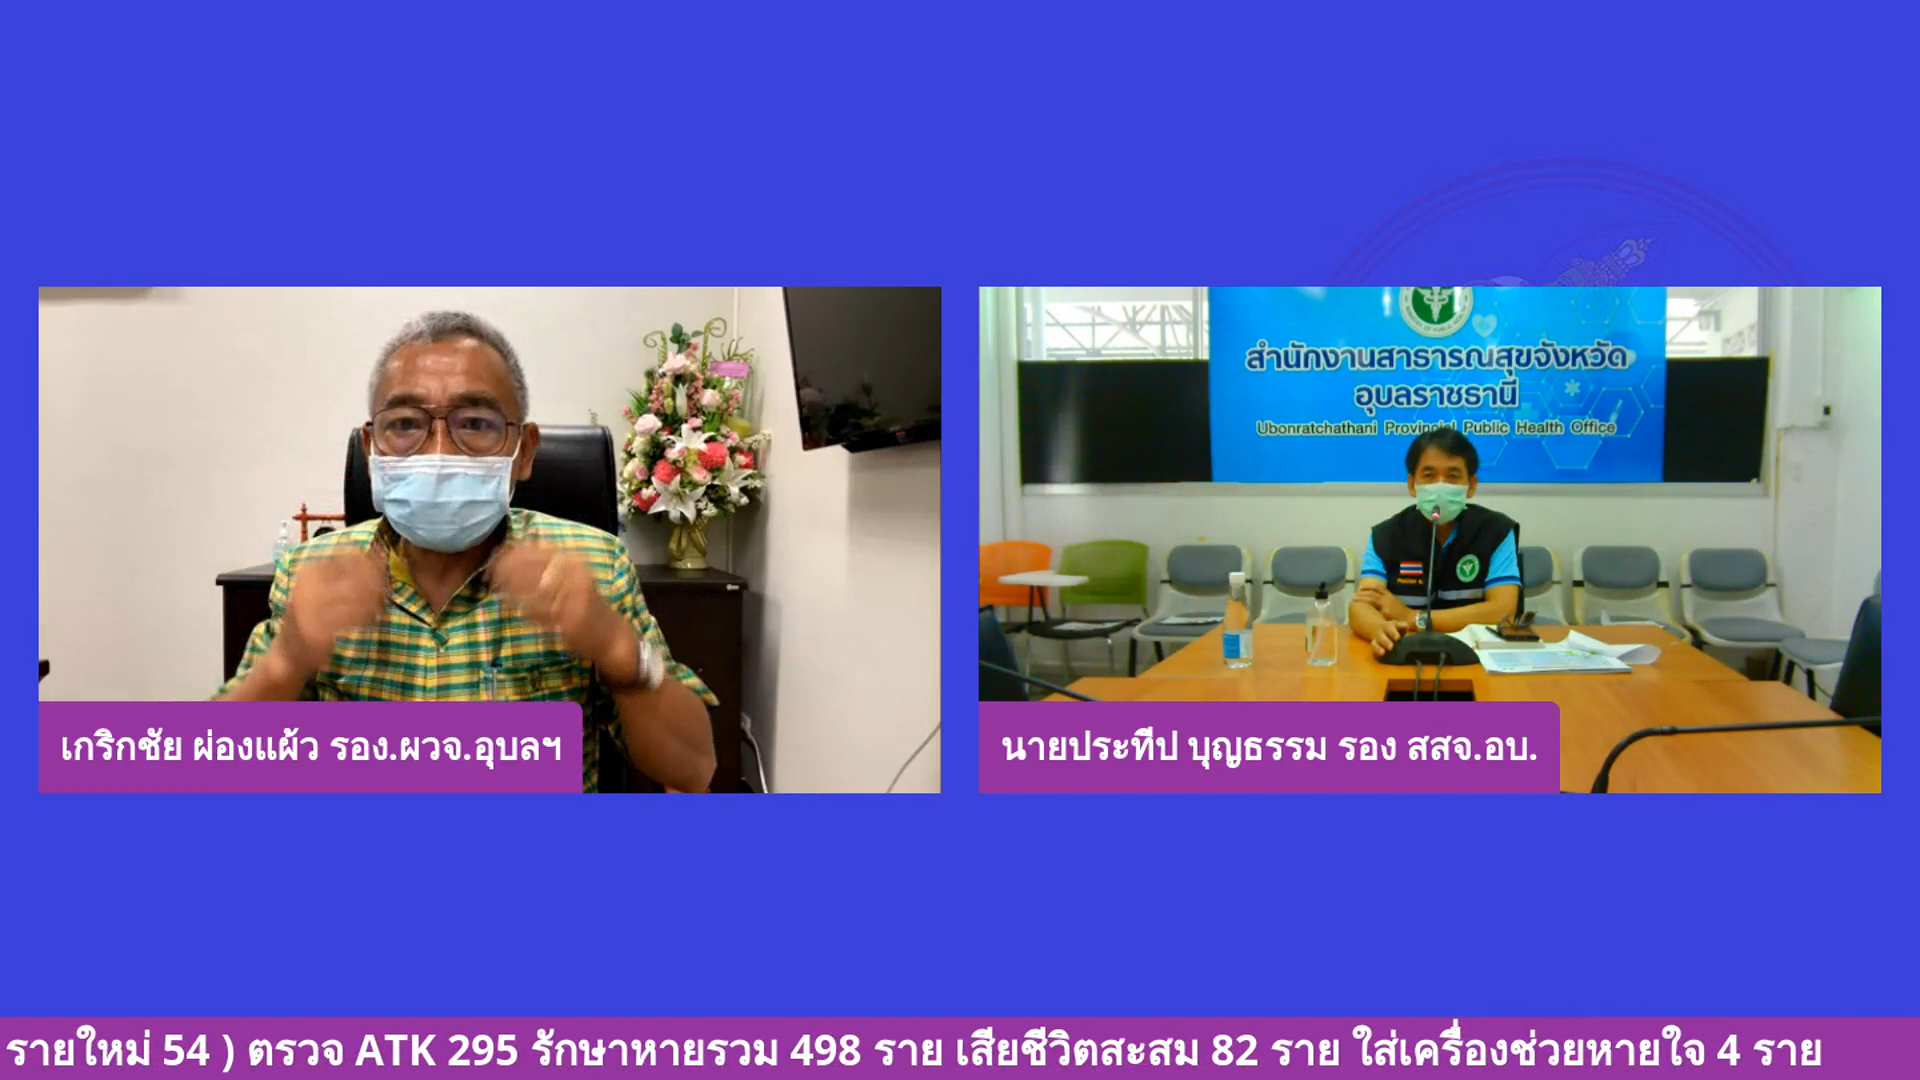 สำนักงานสาธารณสุขจังหวัด
อุบลราชธานี
Ubonratchathani Provincial Public Health Office
เกริกชัย ผ่องแผ้ว รอง.ผวจ.อุบลฯ
นายประทีป บุญธรรม รอง สสจ.อบ.
รายใหม่ 54 ) ตรวจ ATK 295 รักษาหายรวม 498 ราย เสียชีวิตสะสม 82 ราย ใส่เครื่องช่วยหายใจ 4 ราย